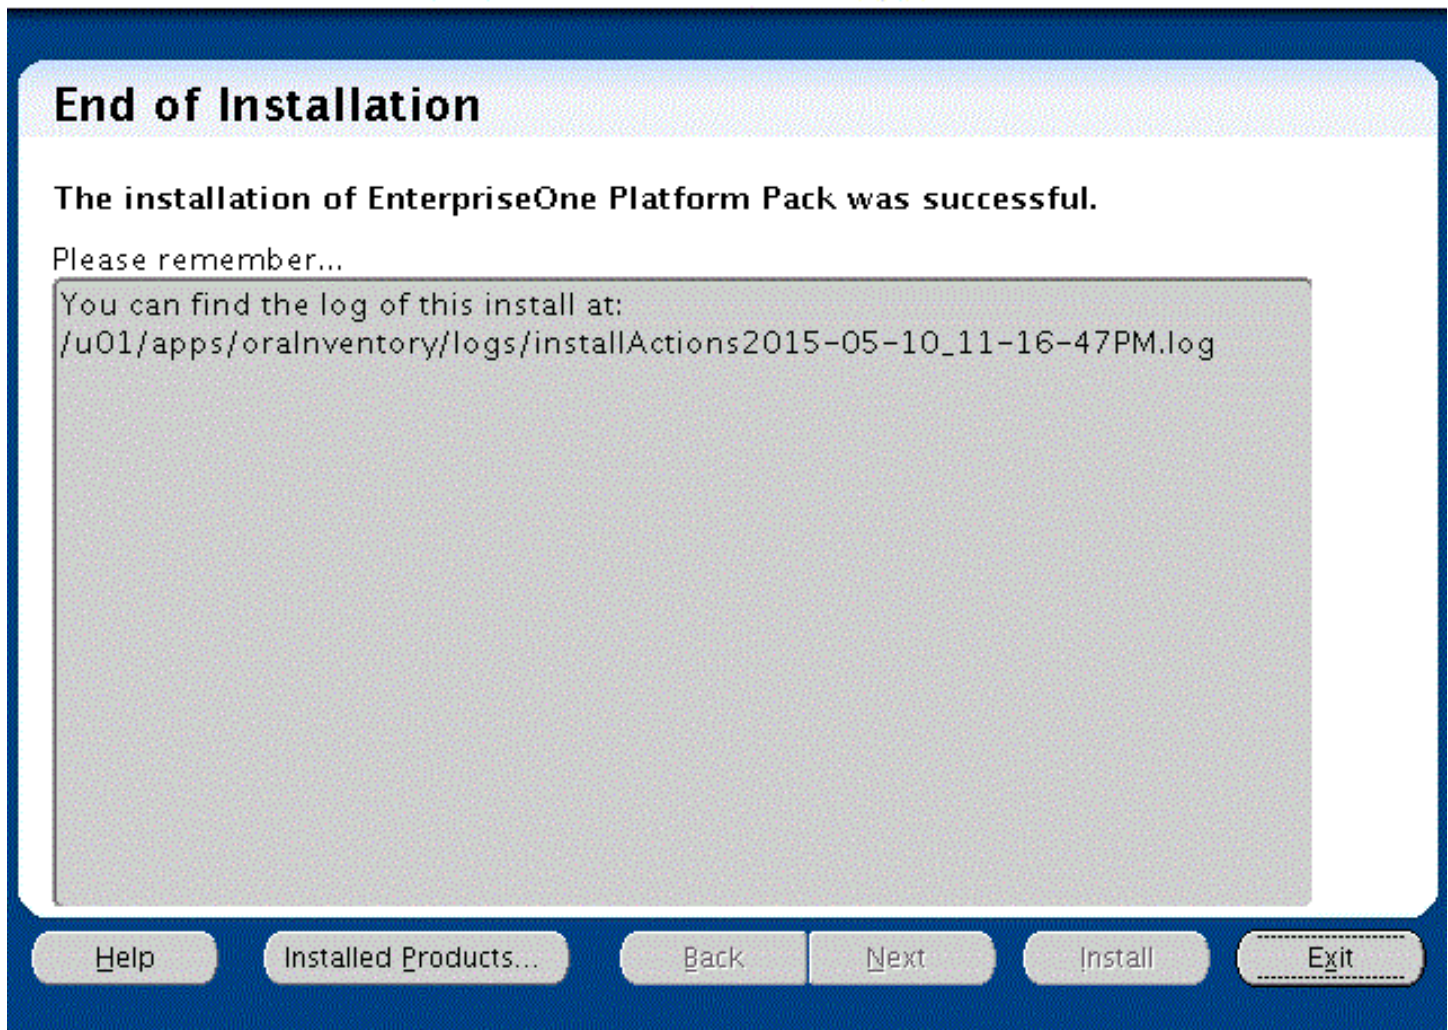 End of Installation
The installation of EnterpriseOne Platform Pack was successful.
Please remember...
You can find the log of this install at:
/u01/apps/oraInventory/logs/installActions2015-05-10_11-16-47PM.log
Help
Installed Products...
Back
Next
Install
Exit